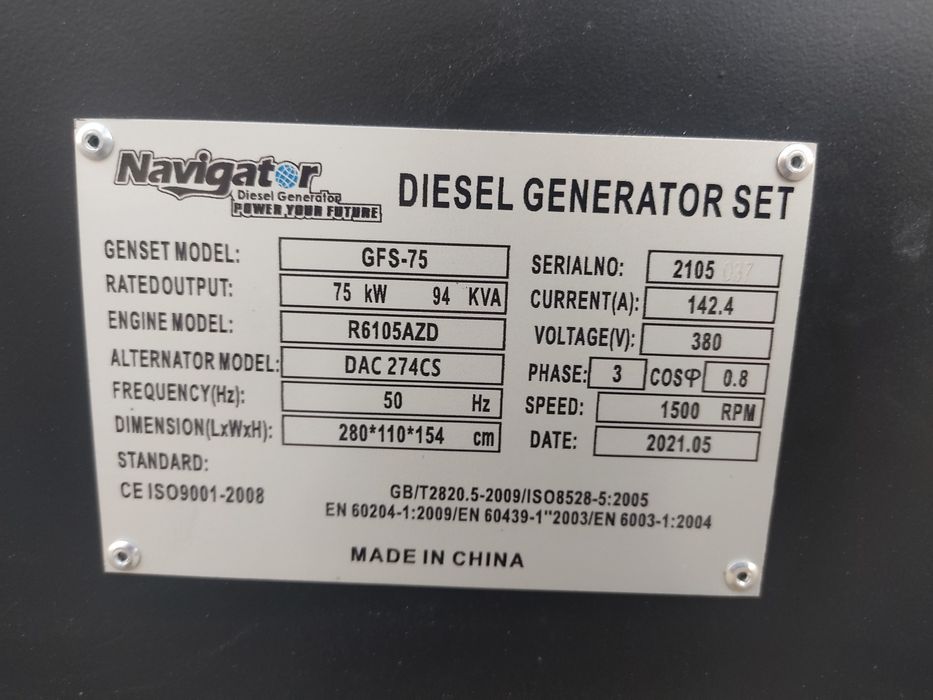 Navigator
Diesel Generator
POWER YOUR FUTURE
DIESEL GENERATOR SET
GENSET MODEL: GFS-75
RATEDOUTPUT: 75 kW 94 KVA
ENGINE MODEL: R6105AZD
ALTERNATOR MODEL: DAC 274CS
FREQUENCY(Hz): 50 Hz
DIMENSION(LxWxH): 280*110*154 cm
STANDARD:
CE ISO9001-2008
SERIALNO: 2105 037
CURRENT(A): 142.4
VOLTAGE(V): 380
PHASE: 3 COSφ 0.8
SPEED: 1500 RPM
DATE: 2021.05
GB/T2820.5-2009/ISO8528-5:2005
EN 60204-1:2009/EN 60439-1"2003/EN 6003-1:2004
MADE IN CHINA